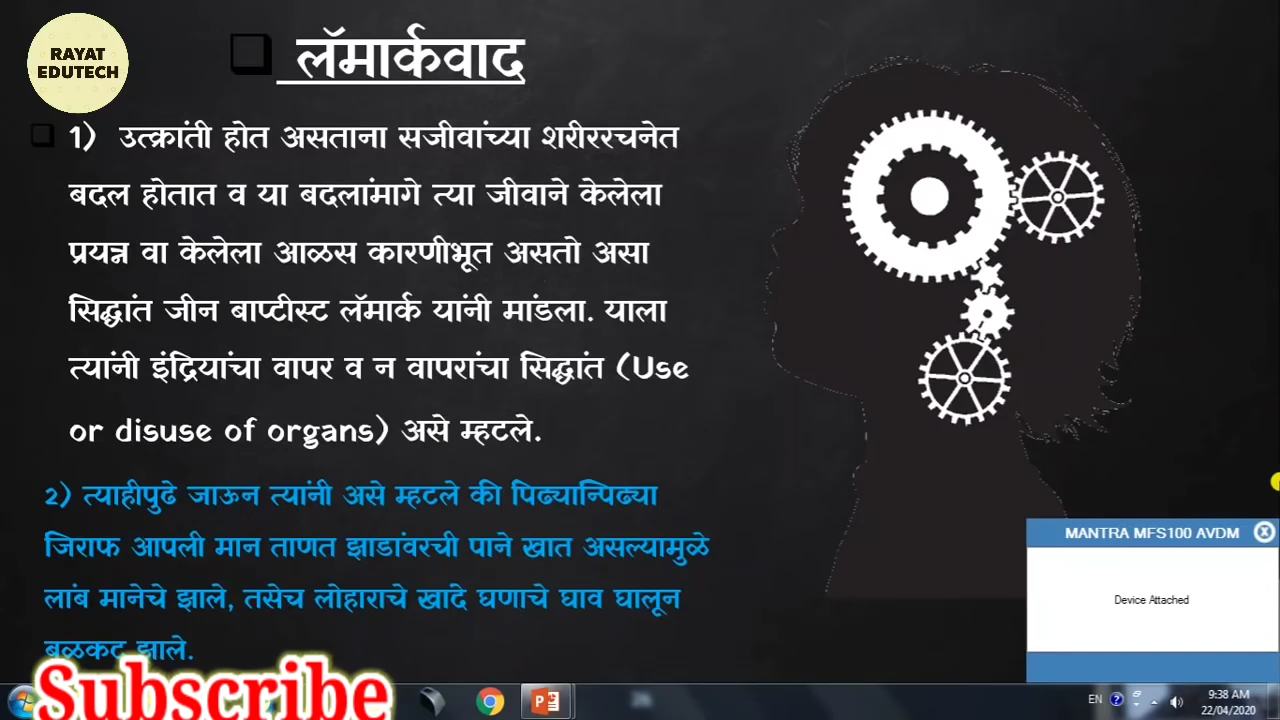 RAYAT
EDUTECH
लॅमार्कवाद
1) उत्क्रांती होत असताना सजीवांच्या शरीररचनेत
बदल होतात व या बदलांमागे त्या जीवाने केलेला
प्रयत्न वा केलेला आळस कारणीभूत असतो असा
सिद्धांत जीन बाप्टीस्ट लॅमार्क यांनी मांडला. याला
त्यांनी इंद्रियांचा वापर व न वापरांचा सिद्धांत (Use
or disuse of organs) असे म्हटले.
2) त्याहीपुढे जाऊन त्यांनी असे म्हटले की पिढ्यान्पिढ्या
जिराफ आपली मान ताणत झाडांवरची पाने खात असल्यामुळे
लांब मानेचे झाले, तसेच लोहाराचे खांदे घणाचे घाव घालून
बळकट झाले.
MANTRA MFS100 AVDM
Device Attached
Subscribe
EN
9:38 AM
22/04/2020